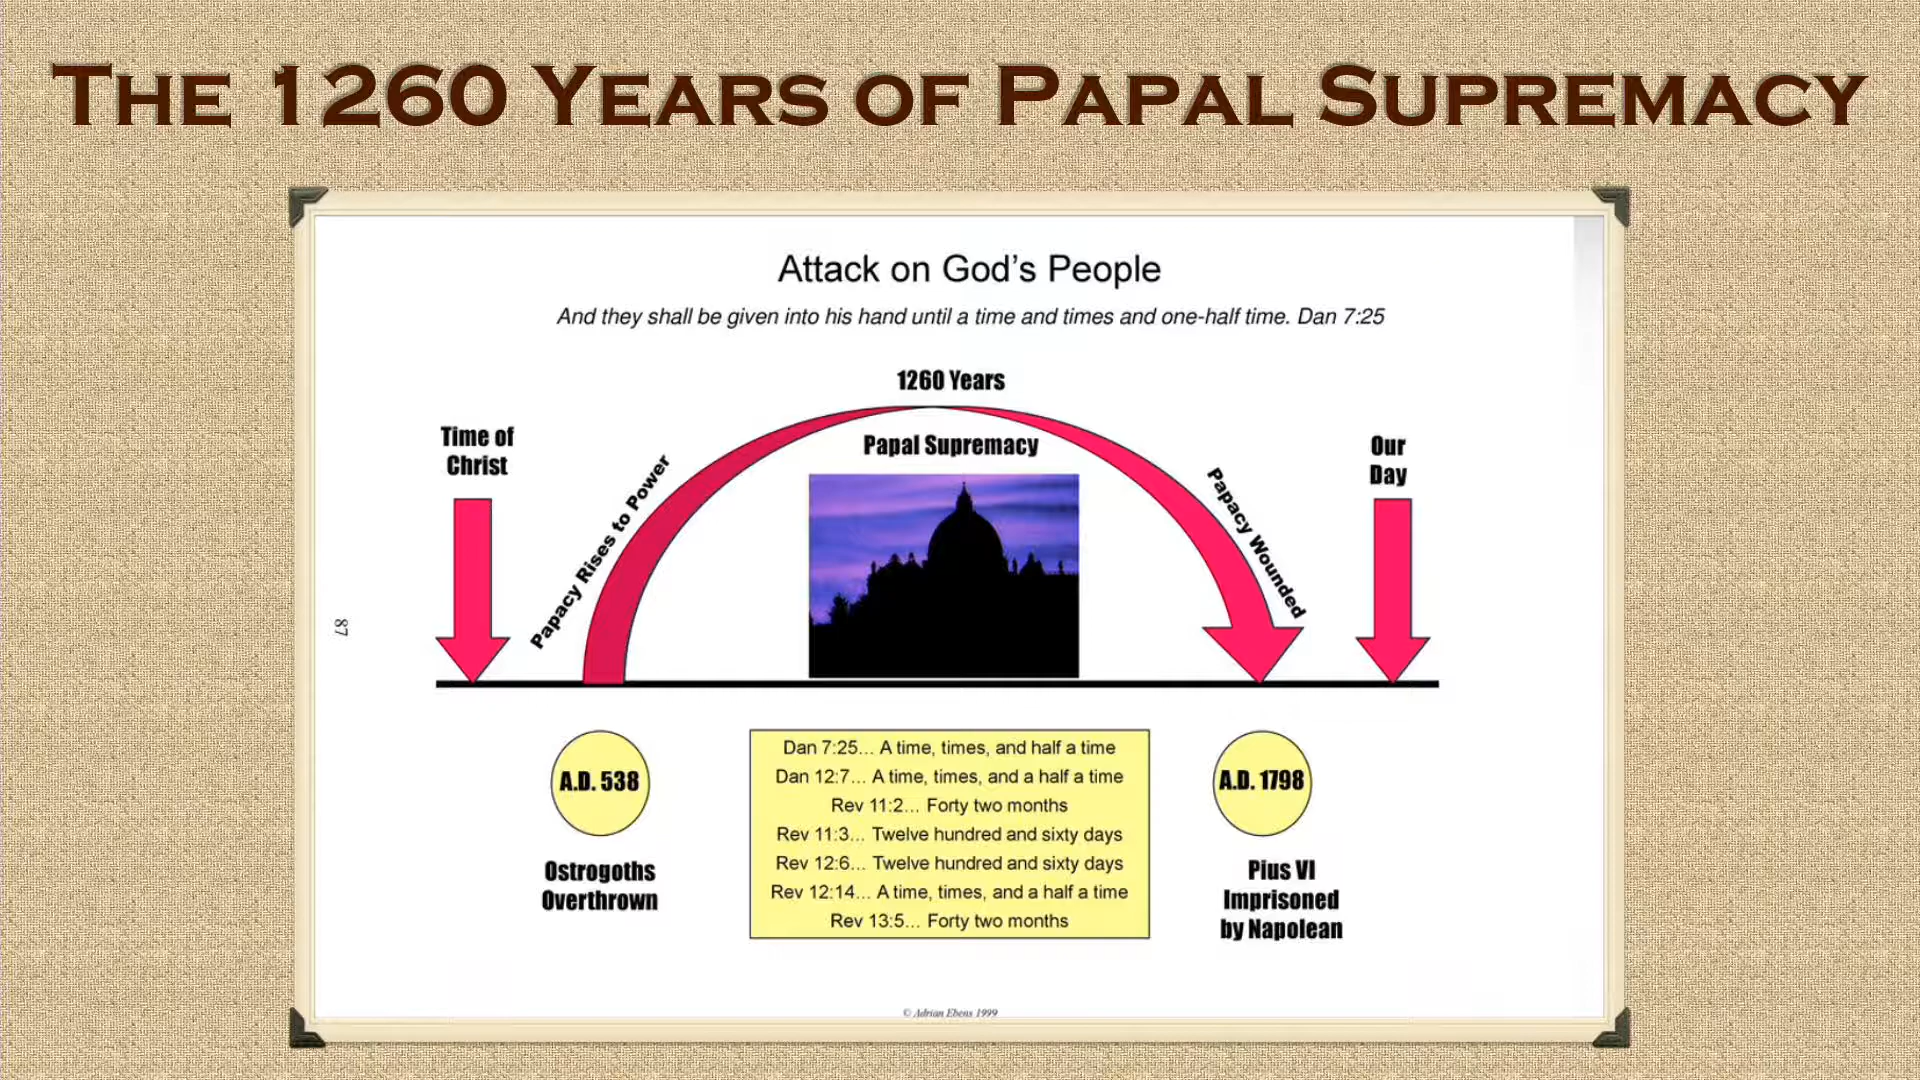 The 1260 Years of Papal Supremacy
Attack on God's People
And they shall be given into his hand until a time and times and one-half time. Dan 7:25
1260 Years
Time of
Christ
Papacy Rises to Power
Papal Supremacy
Papacy Wounded
Our
Day
87
A.D. 538
Ostrogoths
Overthrown
Dan 7:25... A time, times, and half a time
Dan 12:7... A time, times, and a half a time
Rev 11:2... Forty two months
Rev 11:3... Twelve hundred and sixty days
Rev 12:6... Twelve hundred and sixty days
Rev 12:14... A time, times, and a half a time
Rev 13:5... Forty two months
A.D. 1798
Pius VI
Imprisoned
by Napolean
© Adrian Ebens 1999